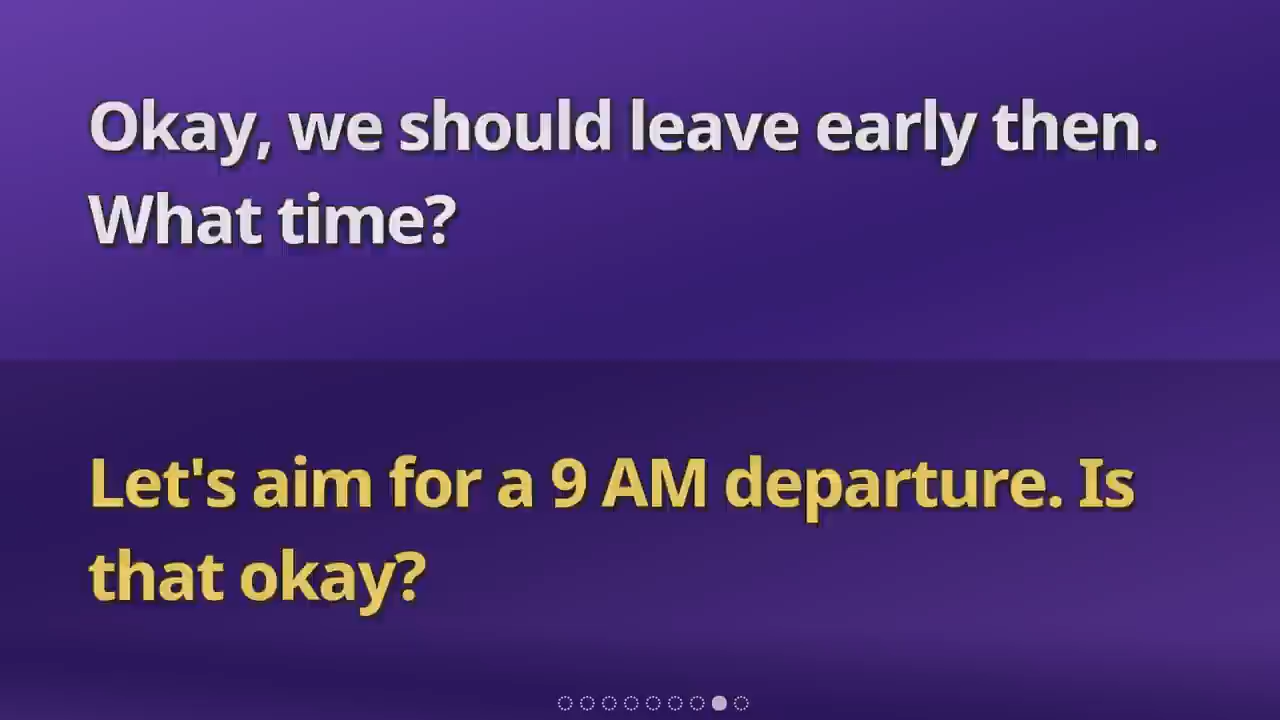 Okay, we should leave early then.
What time?
Let's aim for a 9 AM departure. Is
that okay?